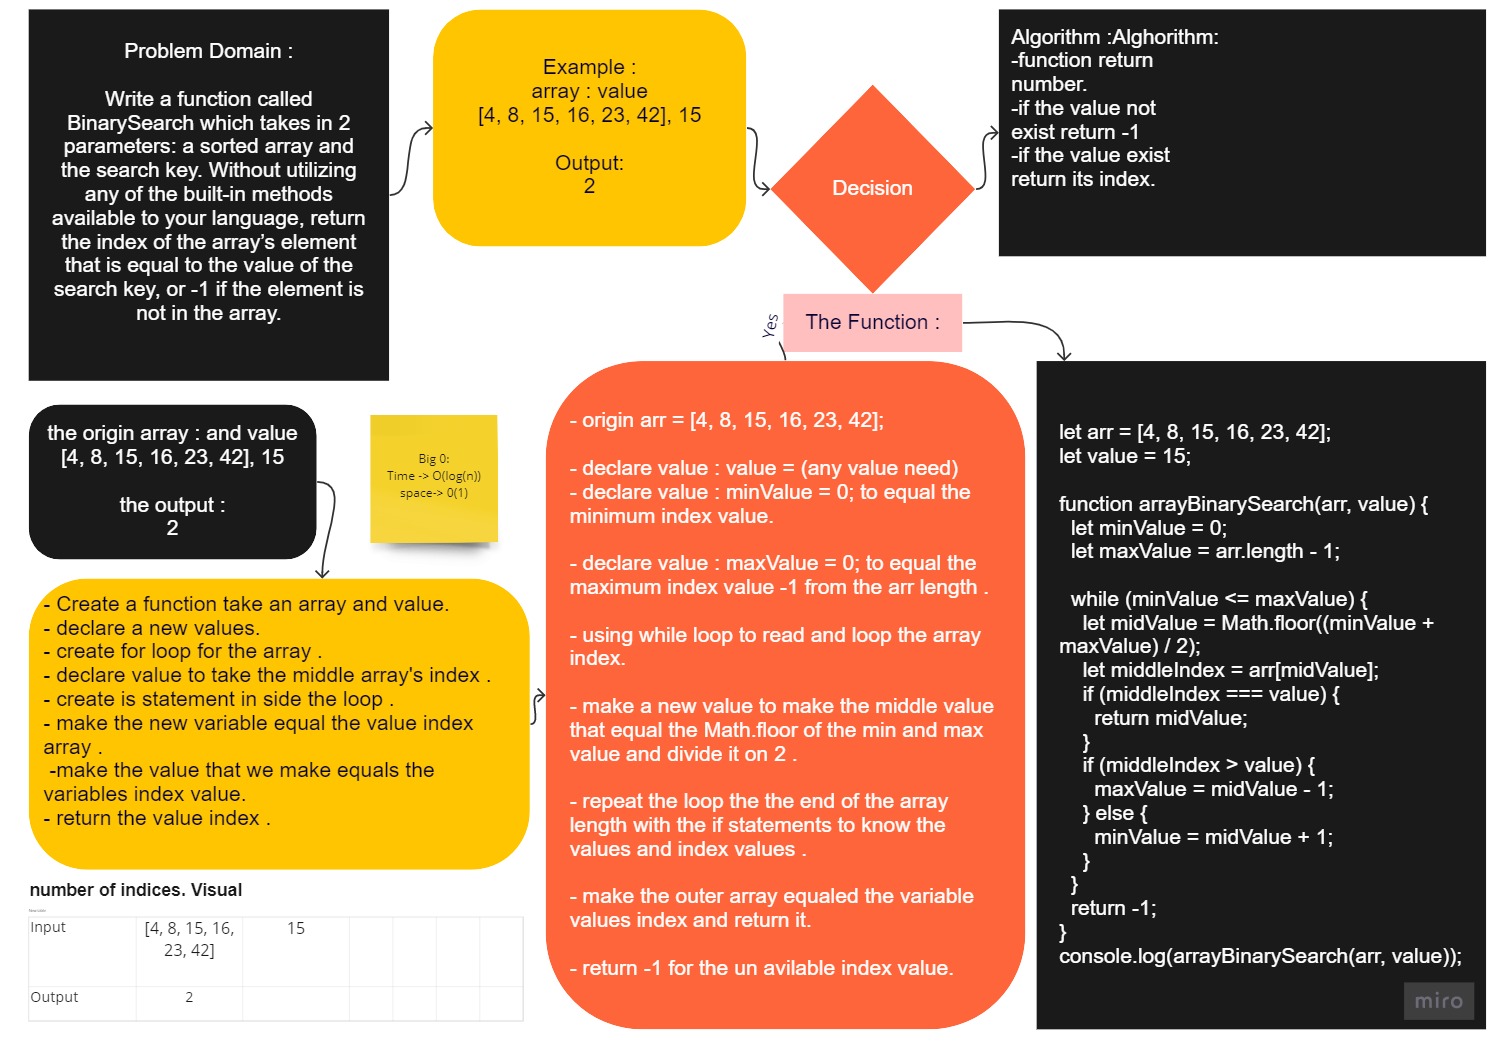 Problem Domain :
Write a function called
BinarySearch which takes in 2
parameters: a sorted array and
the search key. Without utilizing
any of the built-in methods
available to your language, return
the index of the array’s element
that is equal to the value of the
search key, or -1 if the element is
not in the array.
Example :
array : value
[4, 8, 15, 16, 23, 42], 15
Output:
2
Decision
Algorithm :Alghorithm:
-function return
number.
-if the value not
exist return -1
-if the value exist
return its index.
Yes
The Function :
the origin array : and value
[4, 8, 15, 16, 23, 42], 15
the output :
2
Big 0:
Time -> O(log(n))
space-> 0(1)
- Create a function take an array and value.
- declare a new values.
- create for loop for the array .
- declare value to take the middle array's index .
- create is statement in side the loop .
- make the new variable equal the value index
array .
-make the value that we make equals the
variables index value.
- return the value index .
- origin arr = [4, 8, 15, 16, 23, 42];
- declare value : value = (any value need)
- declare value : minValue = 0; to equal the
minimum index value.
- declare value : maxValue = 0; to equal the
maximum index value -1 from the arr length .
- using while loop to read and loop the array
index.
- make a new value to make the middle value
that equal the Math.floor of the min and max
value and divide it on 2 .
- repeat the loop the the end of the array
length with the if statements to know the
values and index values .
- make the outer array equaled the variable
values index and return it.
- return -1 for the un avilable index value.
let arr = [4, 8, 15, 16, 23, 42];
let value = 15;
function arrayBinarySearch(arr, value) {
let minValue = 0;
let maxValue = arr.length - 1;
while (minValue <= maxValue) {
let midValue = Math.floor((minValue +
maxValue) / 2);
let middleIndex = arr[midValue];
if (middleIndex === value) {
return midValue;
}
if (middleIndex > value) {
maxValue = midValue - 1;
} else {
minValue = midValue + 1;
}
}
return -1;
}
console.log(arrayBinarySearch(arr, value));
number of indices. Visual
Input
[4, 8, 15, 16,
23, 42]
15
Output
2
miro